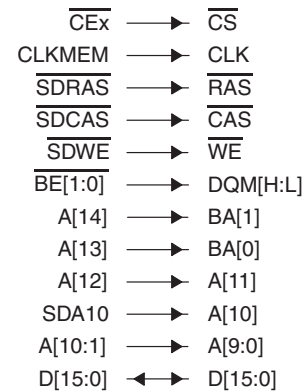 CEx CS
CLKMEM CLK
SDRAS RAS
SDCAS CAS
SDWE WE
BE[1:0] DQM[H:L]
A[14] BA[1]
A[13] BA[0]
A[12] A[11]
SDA10 A[10]
A[10:1] A[9:0]
D[15:0] D[15:0]